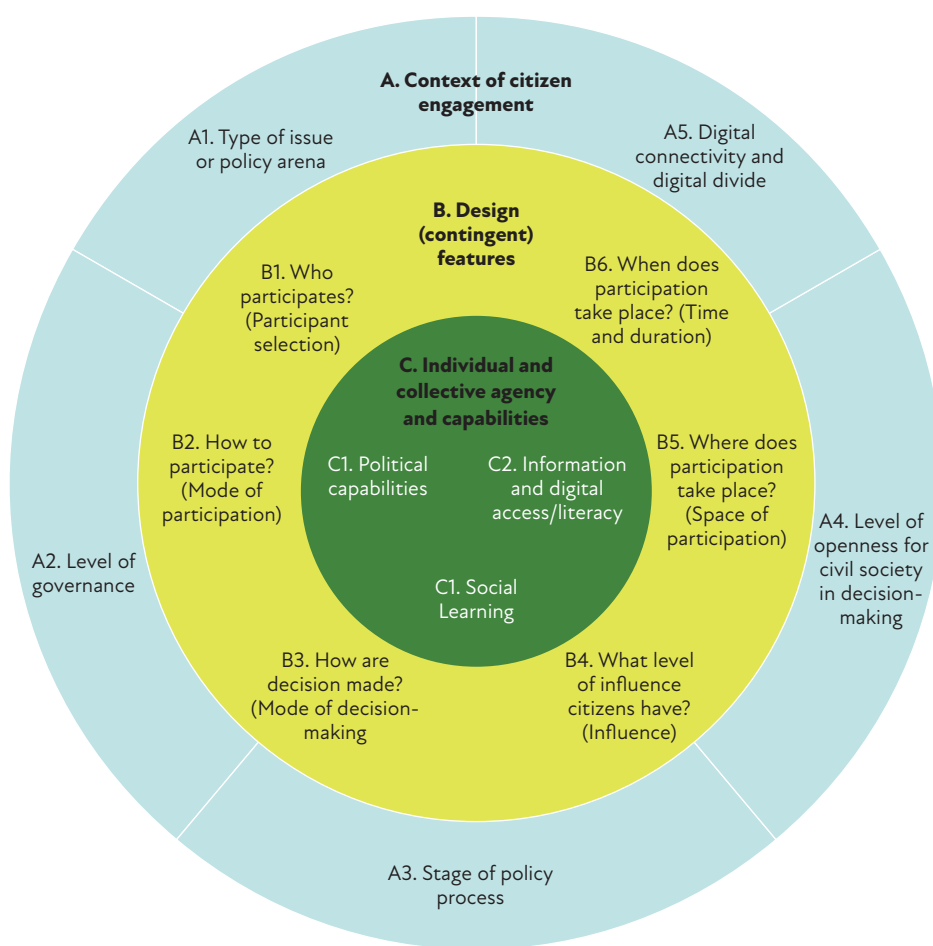 A. Context of citizen
engagement
A1. Type of issue
or policy arena
A5. Digital
connectivity and
digital divide
B. Design
(contingent)
features
B1. Who
participates?
(Participant
selection)
B6. When does
participation
take place? (Time
and duration)
C. Individual and
collective agency
and capabilities
B2. How to
participate?
(Mode of
participation)
C1. Political
capabilities
C2. Information
and digital
access/literacy
B5. Where does
participation
take place?
(Space of
participation)
A2. Level of
governance
A4. Level of
openness for
civil society
in decision-
making
C1. Social
Learning
B3. How are
decision made?
(Mode of decision-
making
B4. What level
of influence
citizens have?
(Influence)
A3. Stage of policy
process